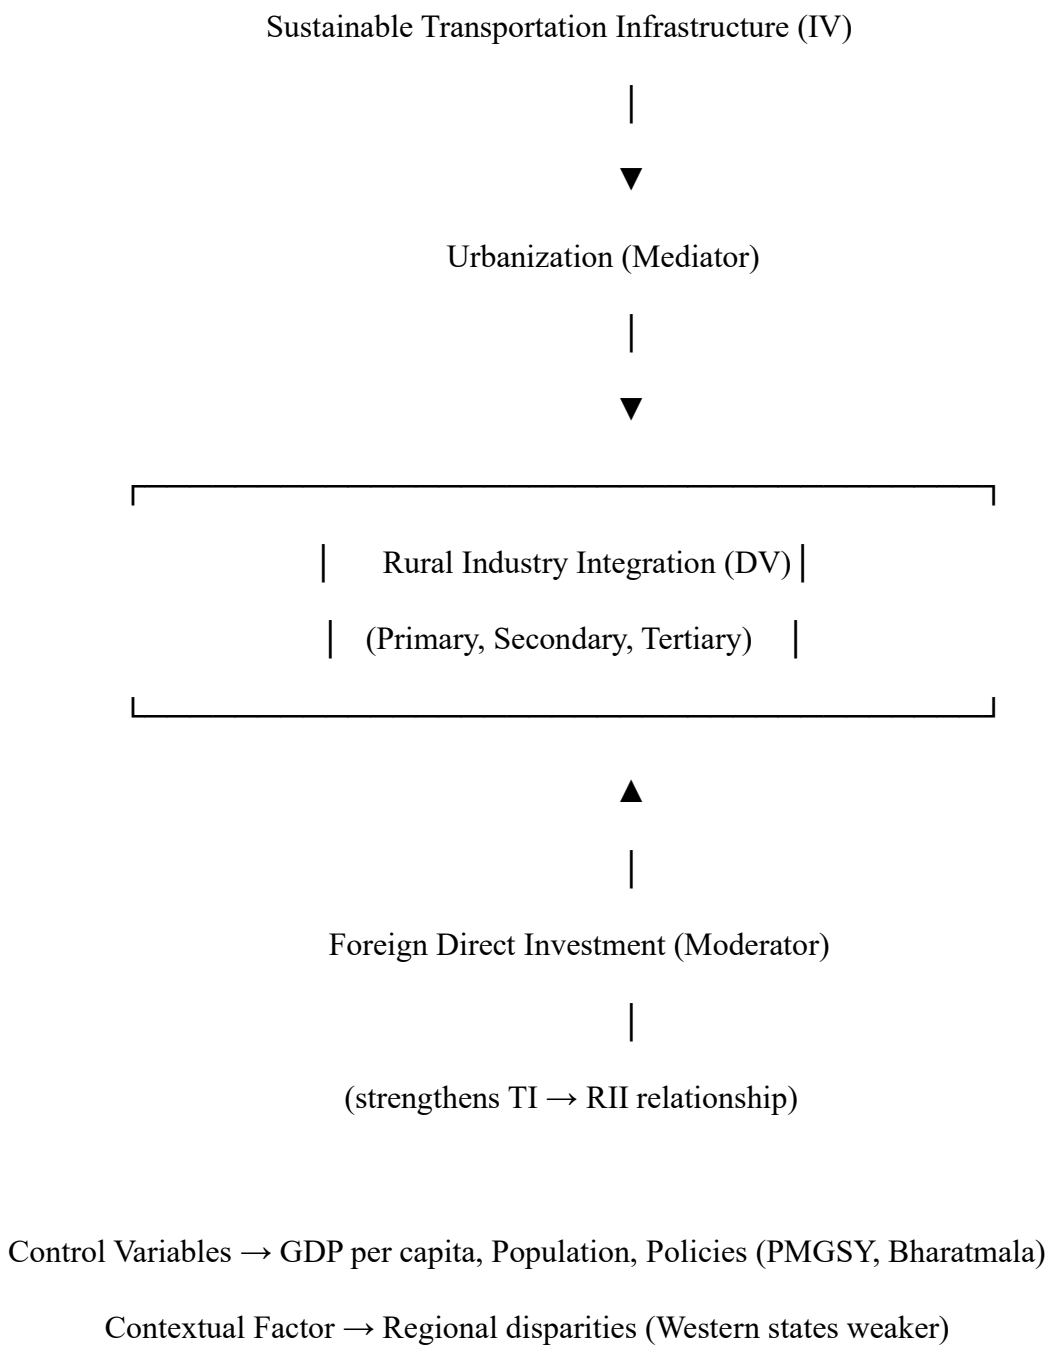 Sustainable Transportation Infrastructure (IV)
│
▼
Urbanization (Mediator)
│
▼
┌──────────────────────────────────────┐
│ Rural Industry Integration (DV)│
│ (Primary, Secondary, Tertiary) │
└──────────────────────────────────────┘
▲
│
Foreign Direct Investment (Moderator)
│
(strengthens TI → RII relationship)
Control Variables → GDP per capita, Population, Policies (PMGSY, Bharatmala)
Contextual Factor → Regional disparities (Western states weaker)